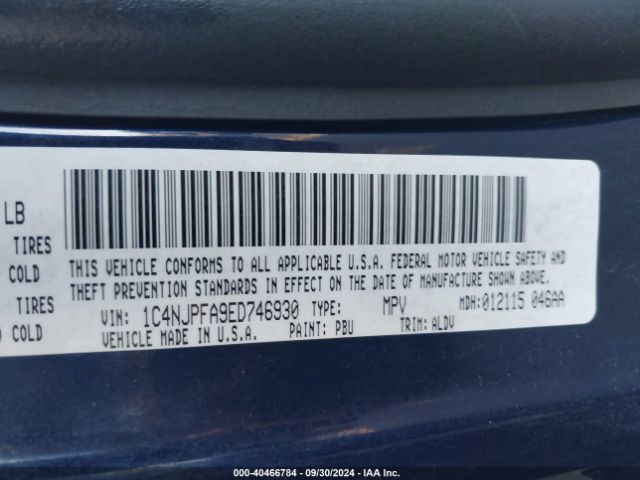 LB
TIRES
COLD
TIRES
COLD
THIS VEHICLE CONFORMS TO ALL APPLICABLE U.S.A. FEDERAL MOTOR VEHICLE SAFETY AND
THEFT PREVENTION STANDARDS IN EFFECT ON THE DATE OF MANUFACTURE SHOWN ABOVE.
VIN: 1C4NJPFA9ED746930 TYPE: MPV MDH:012115 046AA
VEHICLE MADE IN U.S.A. PAINT: PBU TRIM: ALDV
000-40466784 - 09/30/2024 - IAA Inc.